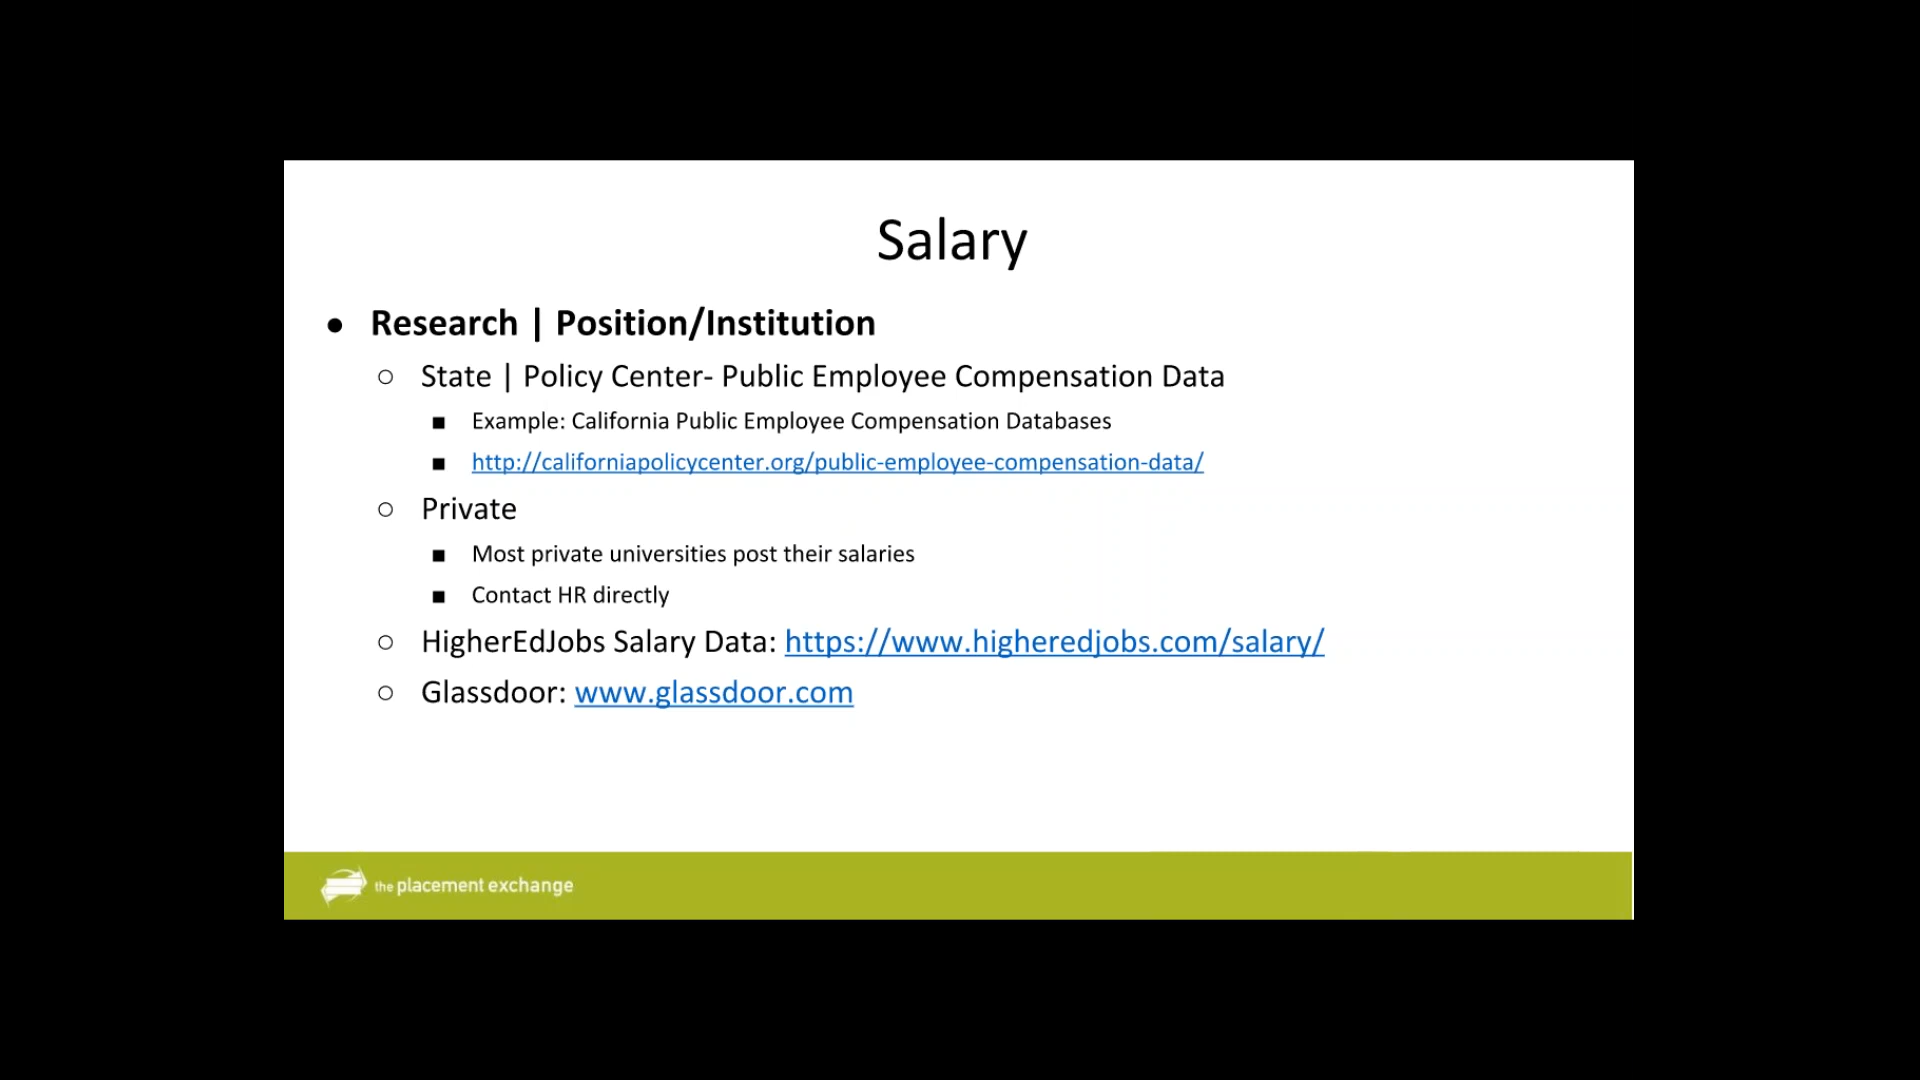 Salary
● Research | Position/Institution
○ State | Policy Center- Public Employee Compensation Data
■ Example: California Public Employee Compensation Databases
■ http://californiapolicycenter.org/public-employee-compensation-data/
○ Private
■ Most private universities post their salaries
■ Contact HR directly
○ HigherEdJobs Salary Data: https://www.higheredjobs.com/salary/
○ Glassdoor: www.glassdoor.com
the placement exchange